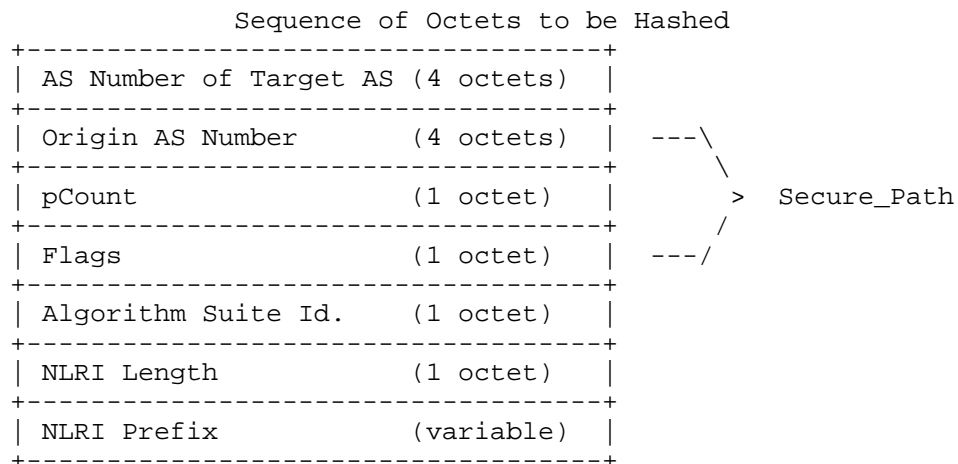 Sequence of Octets to be Hashed
+------------------------------------+
| AS Number of Target AS (4 octets)  |
+------------------------------------+
| Origin AS Number       (4 octets)  |  ---\
+------------------------------------+      \
| pCount                 (1 octet)   |       >  Secure_Path
+------------------------------------+      /
| Flags                  (1 octet)   |  ---/
+------------------------------------+
| Algorithm Suite Id.    (1 octet)   |
+------------------------------------+
| NLRI Length            (1 octet)   |
+------------------------------------+
| NLRI Prefix            (variable)  |
+------------------------------------+